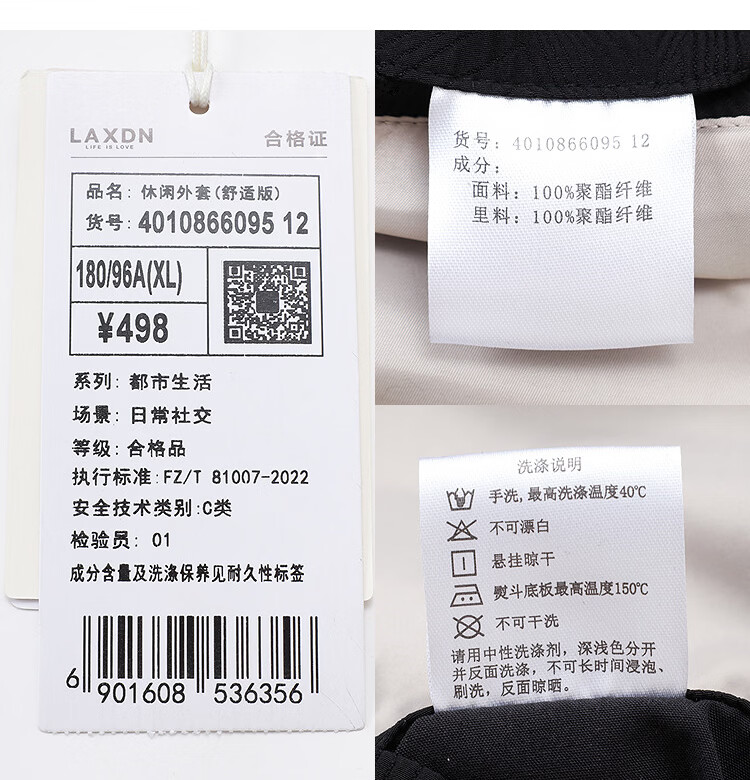 LAXDN
LIFE IS LOVE
合格证
品名: 休闲外套(舒适版)
货号: 4010866095 12
180/96A(XL)
¥498
系列: 都市生活
场景: 日常社交
等级: 合格品
执行标准: FZ/T 81007-2022
安全技术类别:C类
检验员: 01
成分含量及洗涤保养见耐久性标签
6 901608 536356
货号: 4010866095 12
成分:
面料: 100%聚酯纤维
里料: 100%聚酯纤维
洗涤说明
手洗,最高洗涤温度40℃
不可漂白
悬挂晾干
熨斗底板最高温度150℃
不可干洗
请用中性洗涤剂, 深浅色分开
并反面洗涤, 不可长时间浸泡、
刷洗, 反面晾晒。